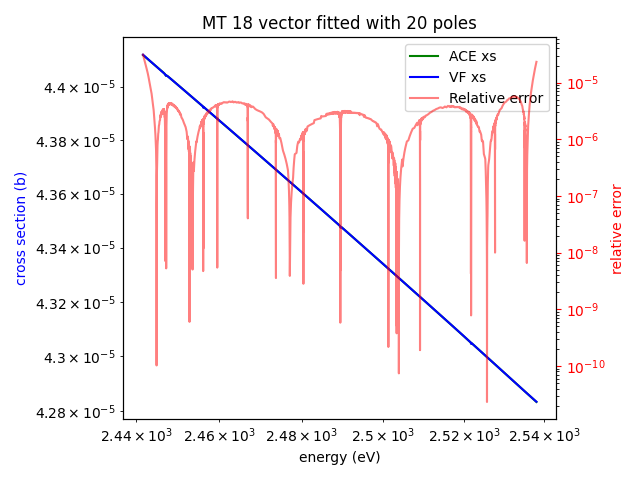 MT 18 vector fitted with 20 poles
ACE xs
VF xs
Relative error
4.4 × 10⁻⁵
4.38 × 10⁻⁵
4.36 × 10⁻⁵
4.34 × 10⁻⁵
4.32 × 10⁻⁵
4.3 × 10⁻⁵
4.28 × 10⁻⁵
cross section (b)
10⁻⁵
10⁻⁶
10⁻⁷
10⁻⁸
10⁻⁹
10⁻¹⁰
relative error
2.44 × 10³ 2.46 × 10³ 2.48 × 10³ 2.5 × 10³ 2.52 × 10³ 2.54 × 10³
energy (eV)